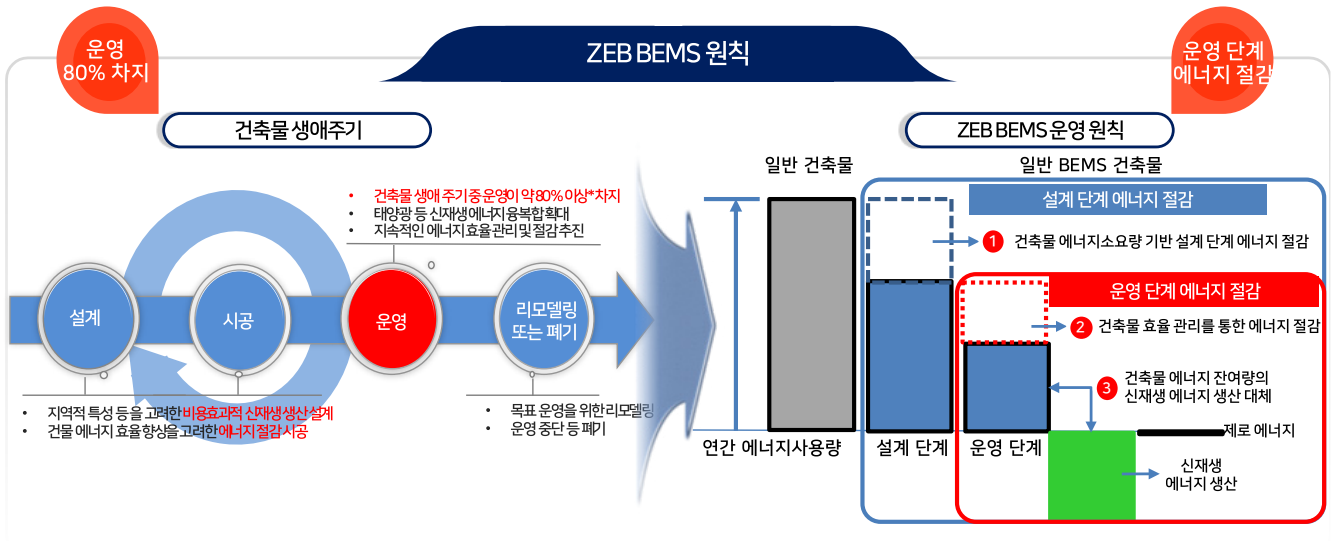 운영
80% 차지
ZEB BEMS 원칙
운영 단계
에너지 절감
건축물 생애주기
• 건축물 생애 주기 중 운영이 약 80% 이상* 차지
• 태양광 등 신재생에너지 융복합 확대
• 지속적인 에너지 효율 관리 및 절감 추진
설계
시공
운영
리모델링
또는 폐기
• 지역적 특성 등을 고려한 비용효과적 신재생 생산 설계
• 건물 에너지 효율 향상을 고려한 에너지 절감 시공
• 목표 운영을 위한 리모델링
• 운영 중단 등 폐기
ZEB BEMS 운영 원칙
일반 건축물
일반 BEMS 건축물
설계 단계 에너지 절감
1 건축물 에너지소요량 기반 설계 단계 에너지 절감
운영 단계 에너지 절감
2 건축물 효율 관리를 통한 에너지 절감
3 건축물 에너지 잔여량의
신재생 에너지 생산 대체
제로 에너지
연간 에너지사용량
설계 단계
운영 단계
신재생
에너지 생산